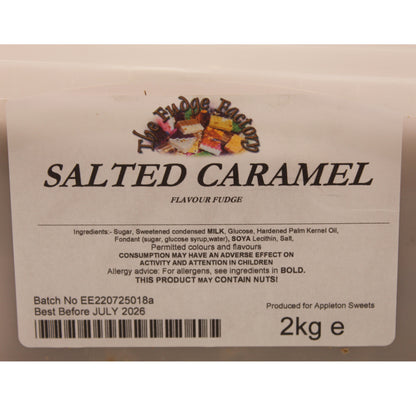 The Fudge Factory
SALTED CARAMEL
FLAVOUR FUDGE
Ingredients:- Sugar, Sweetened condensed MILK, Glucose, Hardened Palm Kernel Oil,
Fondant (sugar, glucose syrup,water), SOYA Lecithin, Salt,
Permitted colours and flavours
CONSUMPTION MAY HAVE AN ADVERSE EFFECT ON
ACTIVITY AND ATTENTION IN CHILDREN
Allergy advice: For allergens, see ingredients in BOLD.
THIS PRODUCT MAY CONTAIN NUTS!
Batch No EE220725018a
Best Before JULY 2026
Produced for Appleton Sweets
2kg e